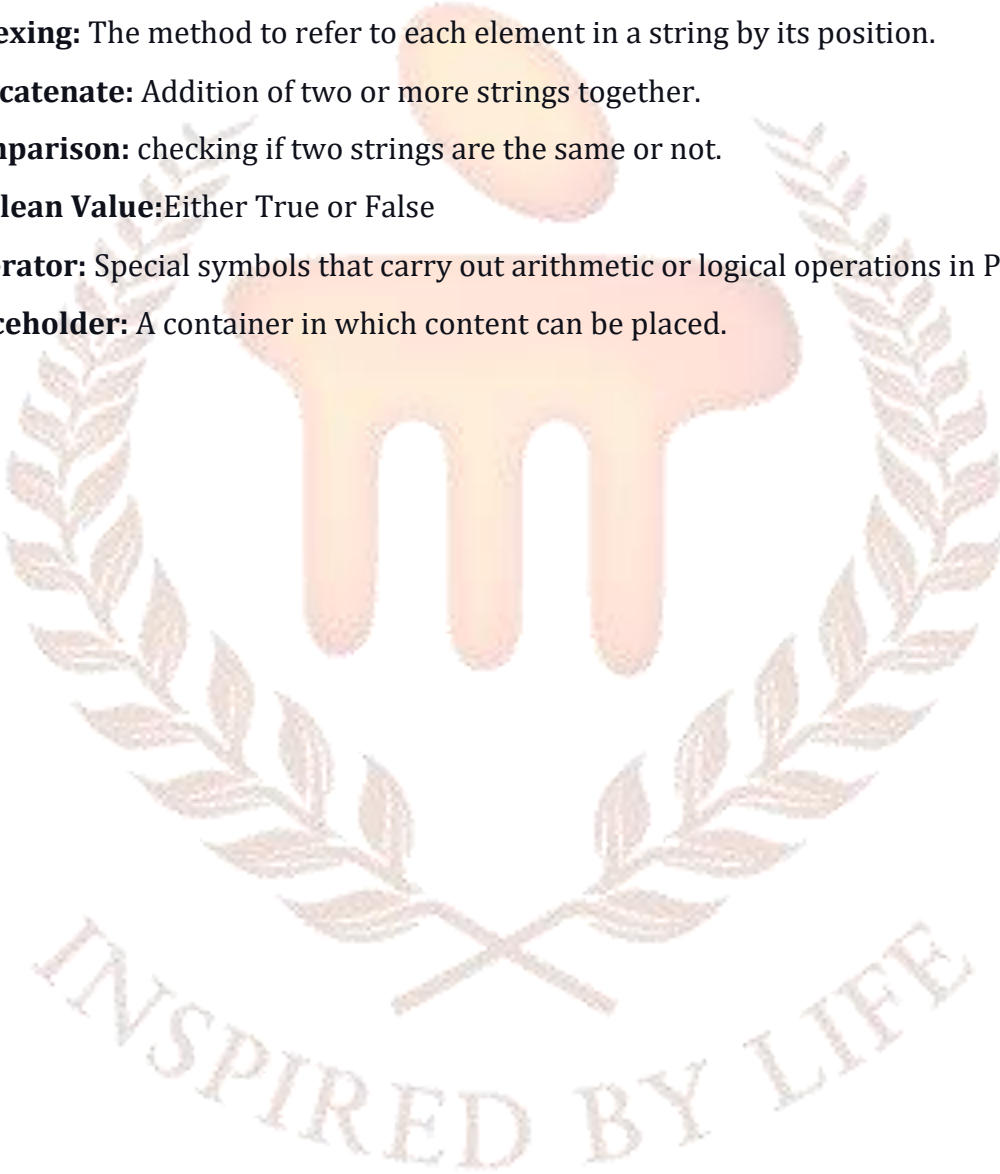 exing: The method to refer to each element in a string by its position.
catenate: Addition of two or more strings together.
nparison: checking if two strings are the same or not.
lean Value:Either True or False
rator: Special symbols that carry out arithmetic or logical operations in P
ceholder: A container in which content can be placed.
INSPIRED BY LIFE